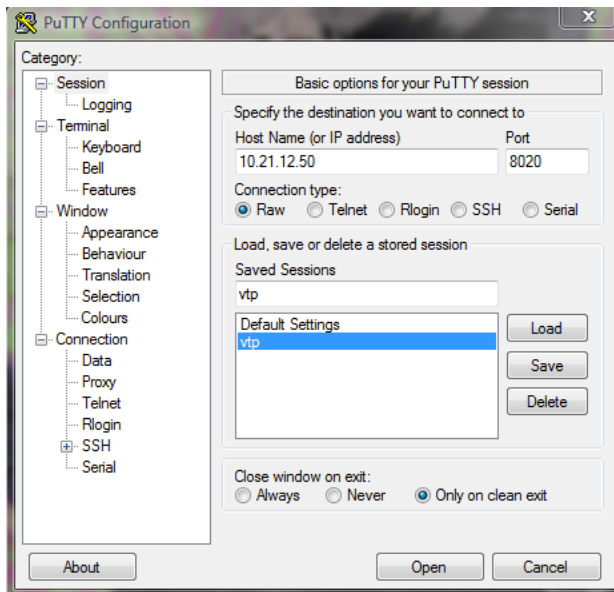 PuTTY Configuration
Category:
Session
Logging
Terminal
Keyboard
Bell
Features
Window
Appearance
Behaviour
Translation
Selection
Colours
Connection
Data
Proxy
Telnet
Rlogin
SSH
Serial
Basic options for your PuTTY session
Specify the destination you want to connect to
Host Name (or IP address) Port
10.21.12.50 8020
Connection type:
Raw Telnet Rlogin SSH Serial
Load, save or delete a stored session
Saved Sessions
vtp
Default Settings
vtp
Load
Save
Delete
Close window on exit:
Always Never Only on clean exit
About Open Cancel